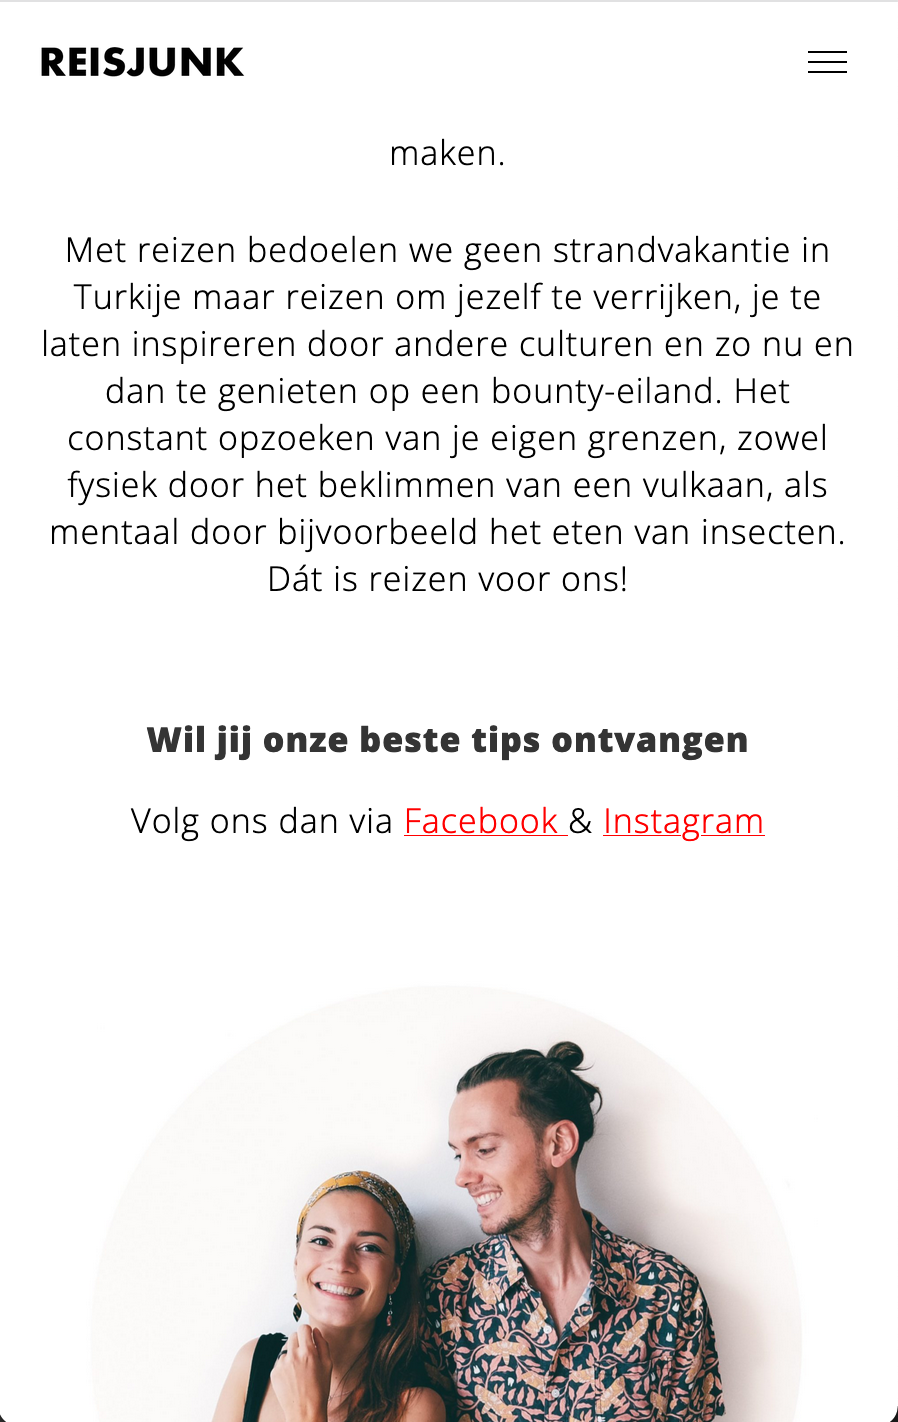 REISJUNK
maken.
Met reizen bedoelen we geen strandvakantie in
Turkije maar reizen om jezelf te verrijken, je te
laten inspireren door andere culturen en zo nu en
dan te genieten op een bounty-eiland. Het
constant opzoeken van je eigen grenzen, zowel
fysiek door het beklimmen van een vulkaan, als
mentaal door bijvoorbeeld het eten van insecten.
Dát is reizen voor ons!
Wil jij onze beste tips ontvangen
Volg ons dan via Facebook & Instagram